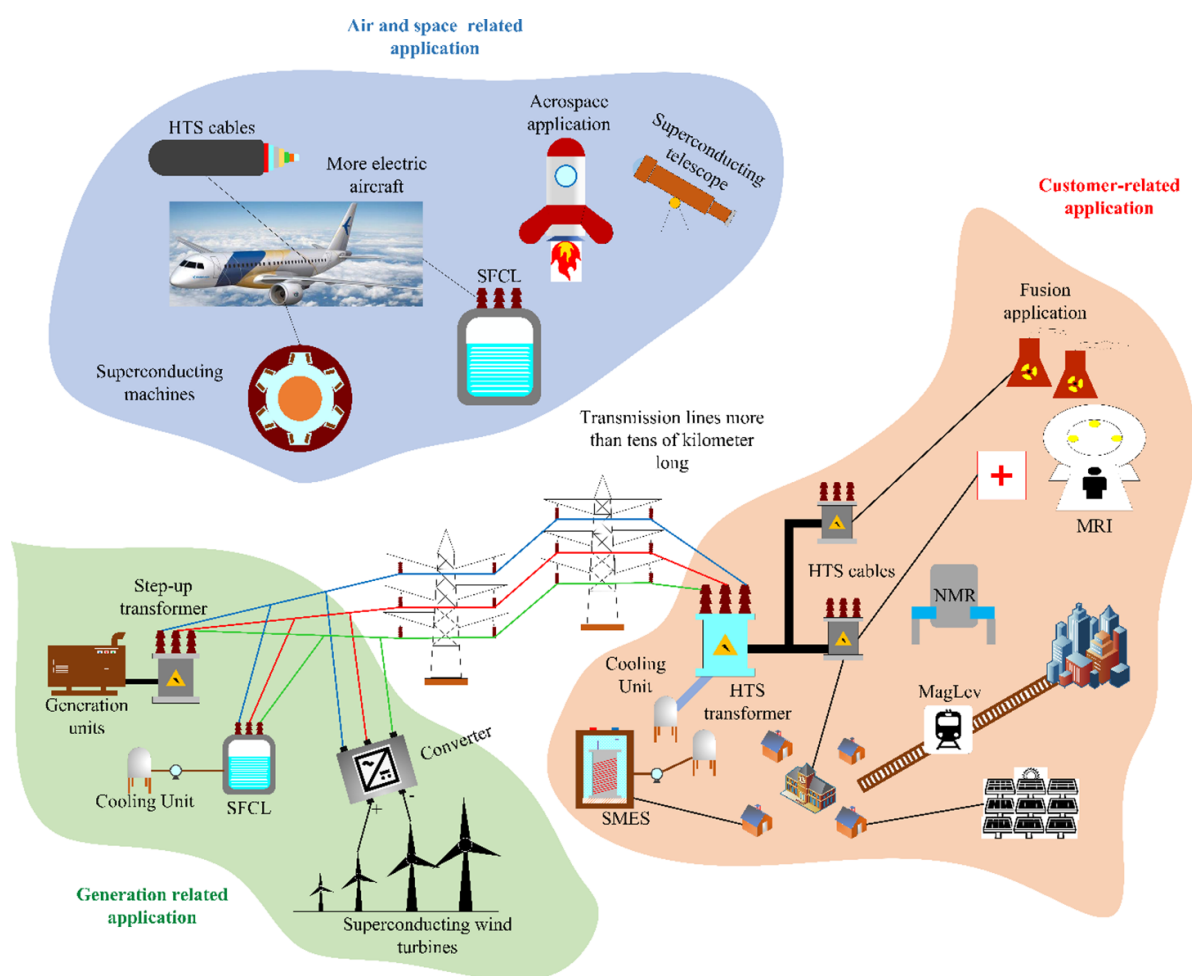 Air and space related
application
HTS cables
More electric
aircraft
Aerospace
application
Superconducting
telescope
SFCL
Superconducting
machines
Customer-related
application
Fusion
application
MRI
Transmission lines more
than tens of kilometer
long
HTS cables
NMR
MagLev
HTS
transformer
Cooling
Unit
SMES
Step-up
transformer
Generation
units
Cooling Unit
SFCL
Converter
+
-
Superconducting wind
turbines
Generation related
application